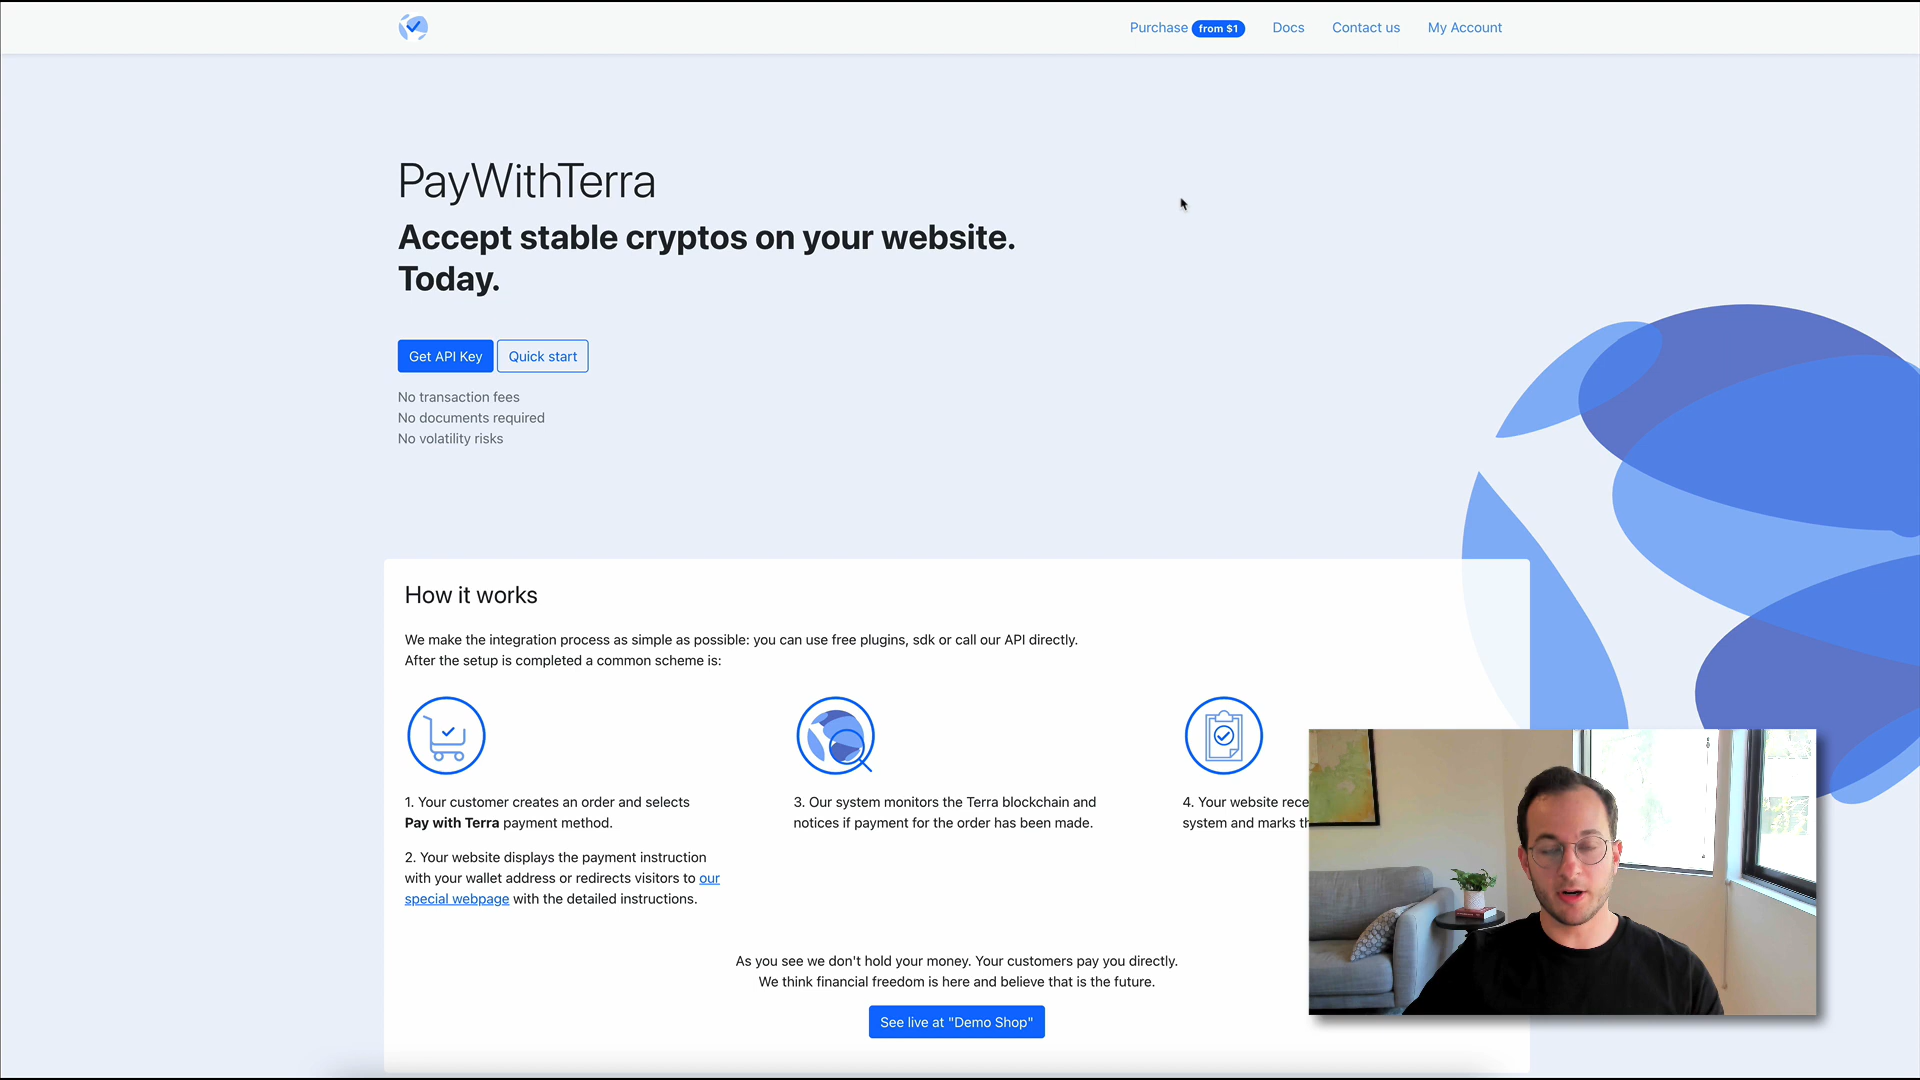 Purchase from $1
Docs
Contact us
My Account
PayWithTerra
Accept stable cryptos on your website.
Today.
Get API Key
Quick start
No transaction fees
No documents required
No volatility risks
How it works
We make the integration process as simple as possible: you can use free plugins, sdk or call our API directly.
After the setup is completed a common scheme is:
1. Your customer creates an order and selects
Pay with Terra payment method.
2. Your website displays the payment instruction
with your wallet address or redirects visitors to our
special webpage with the detailed instructions.
3. Our system monitors the Terra blockchain and
notices if payment for the order has been made.
4. Your website rece
system and marks th
As you see we don't hold your money. Your customers pay you directly.
We think financial freedom is here and believe that is the future.
See live at "Demo Shop"